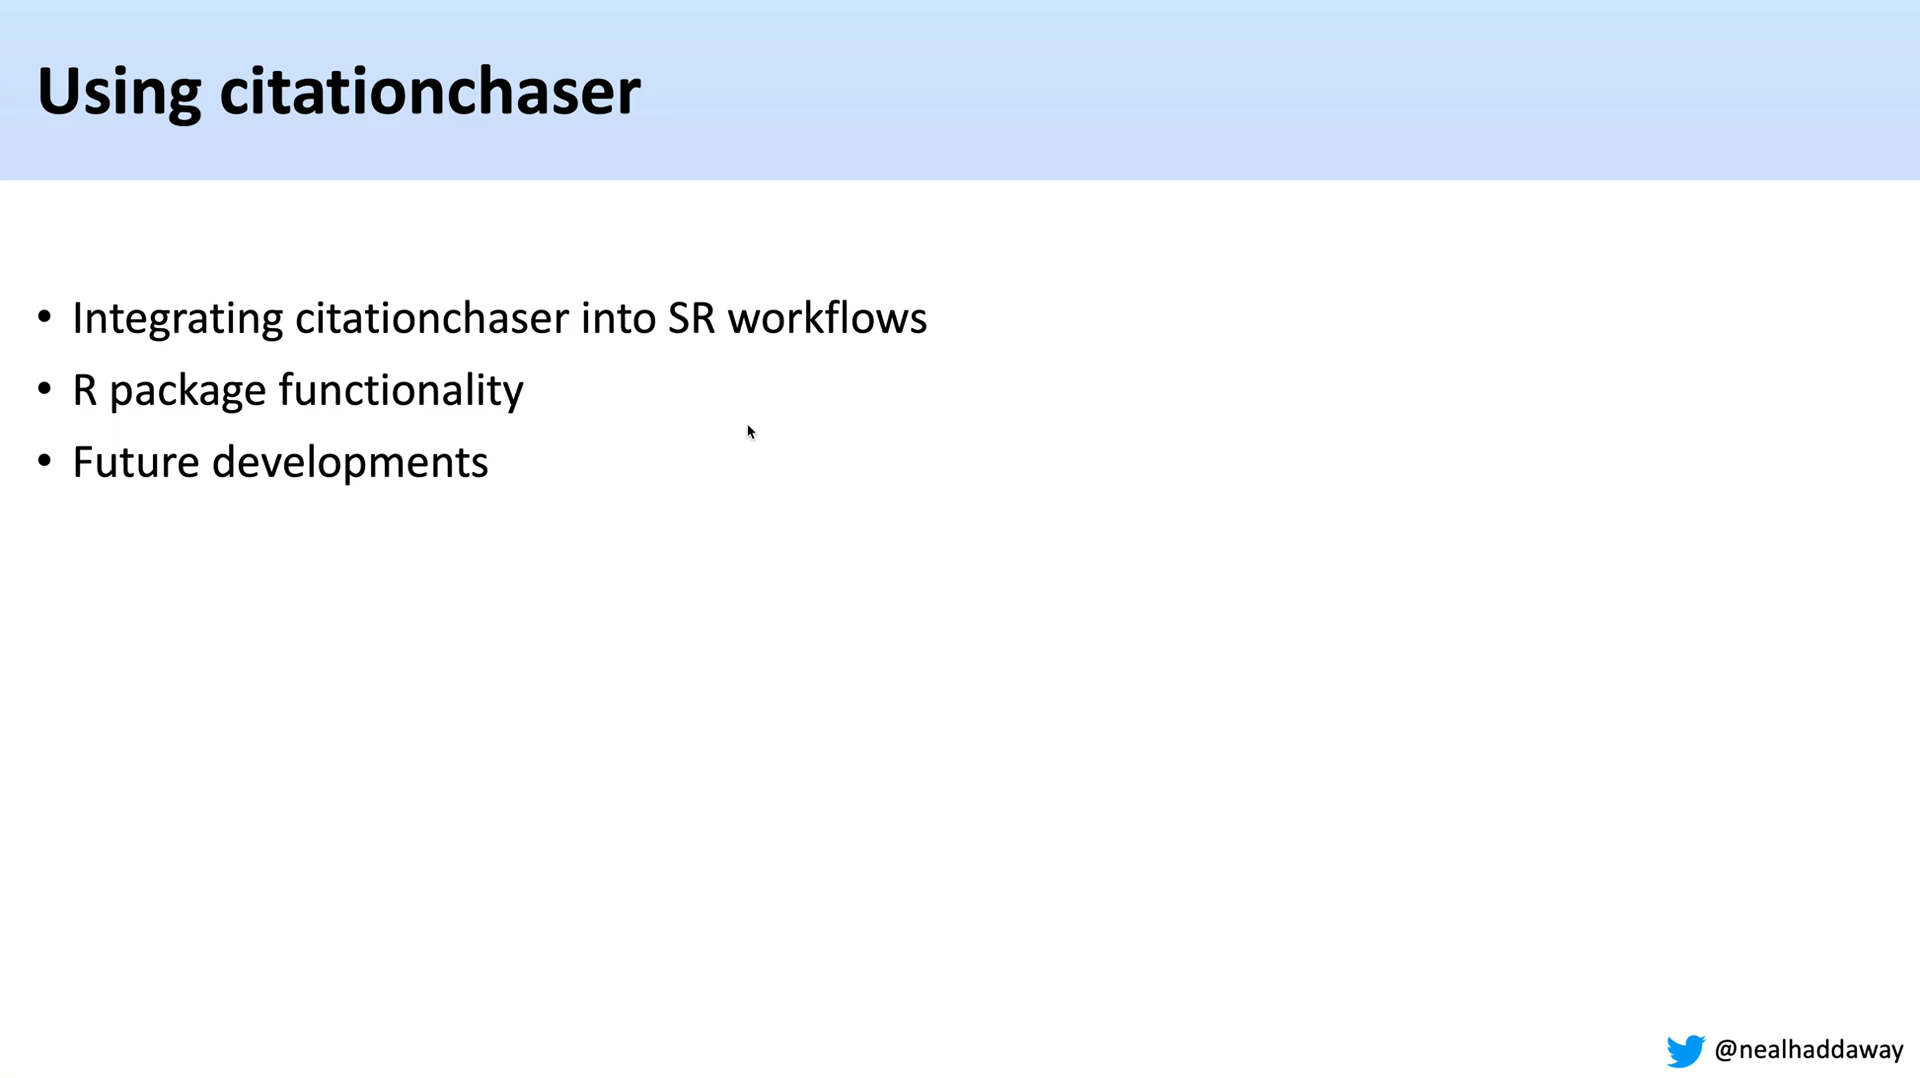 Using citationchaser
• Integrating citationchaser into SR workflows
• R package functionality
• Future developments
@nealhaddaway